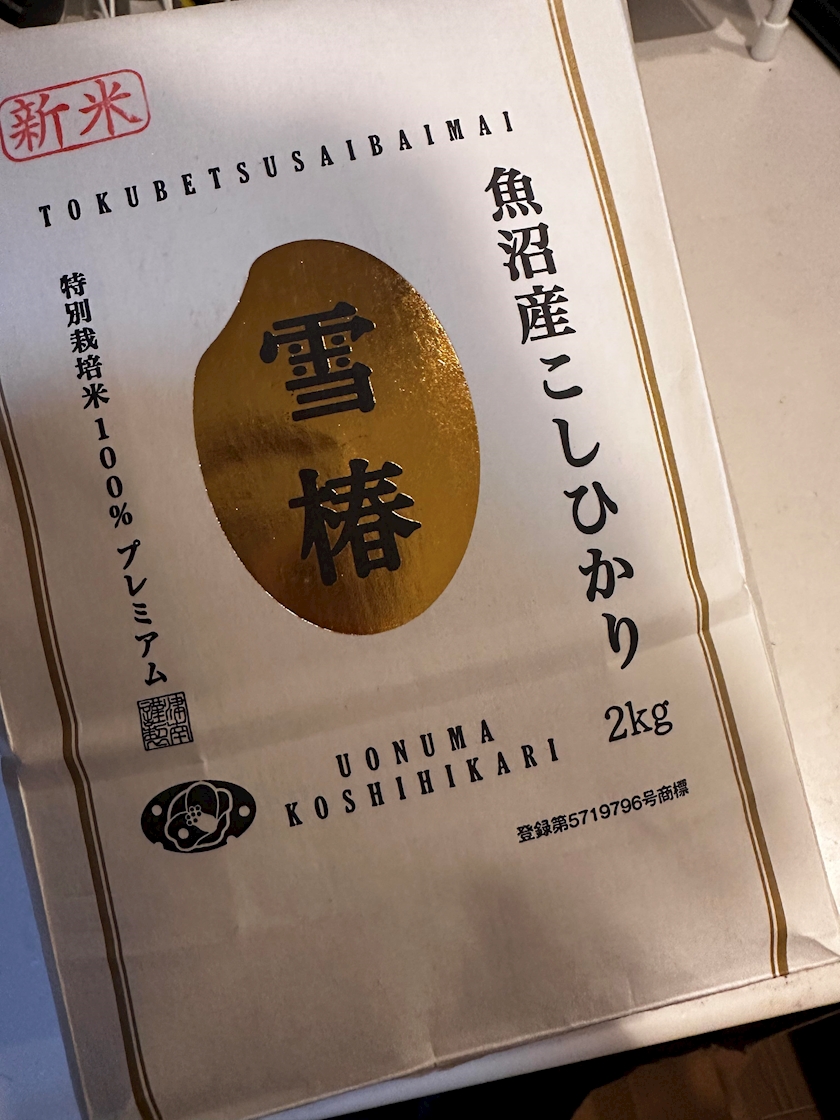 新米
TOKUBETSUSAIBAIMAI
魚沼産こしひかり
雪椿
特別栽培米100%プレミアム
謹製
UONUMA
KOSHIHIKARI
2kg
登録第5719796号商標